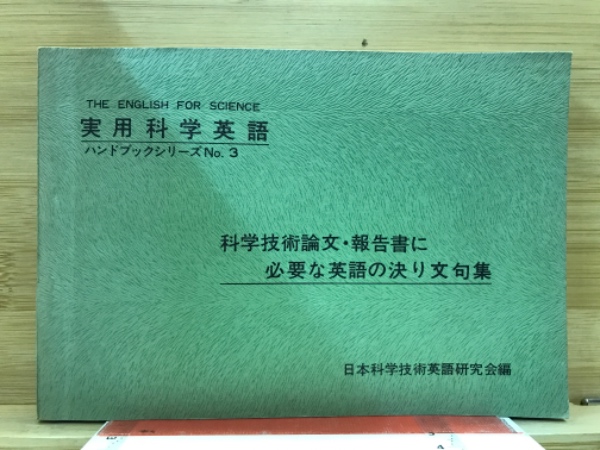 THE ENGLISH FOR SCIENCE
実用科学英語
ハンドブックシリーズNo. 3
科学技術論文・報告書に
必要な英語の決り文句集
日本科学技術英語研究会編